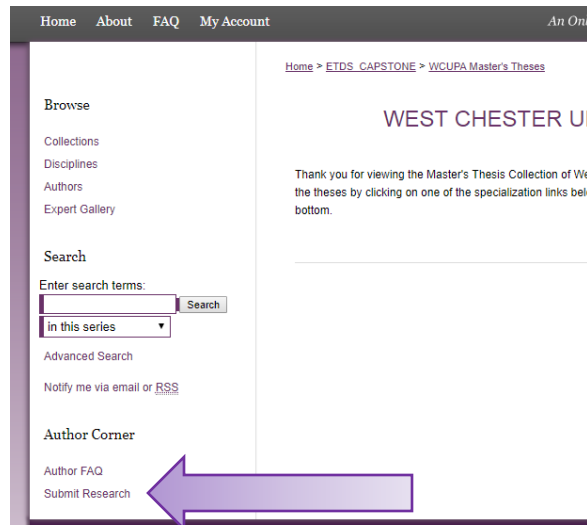 Home About FAQ My Account An
Home > ETDS_CAPSTONE > WCUPA Master's Theses
Browse
Collections
Disciplines
Authors
Expert Gallery
WEST CHESTER
Thank you for viewing the Master's Thesis Collection of
the theses by clicking on one of the specialization links
bottom.
Search
Enter search terms:
Search
in this series
Advanced Search
Notify me via email or RSS
Author Corner
Author FAQ
Submit Research